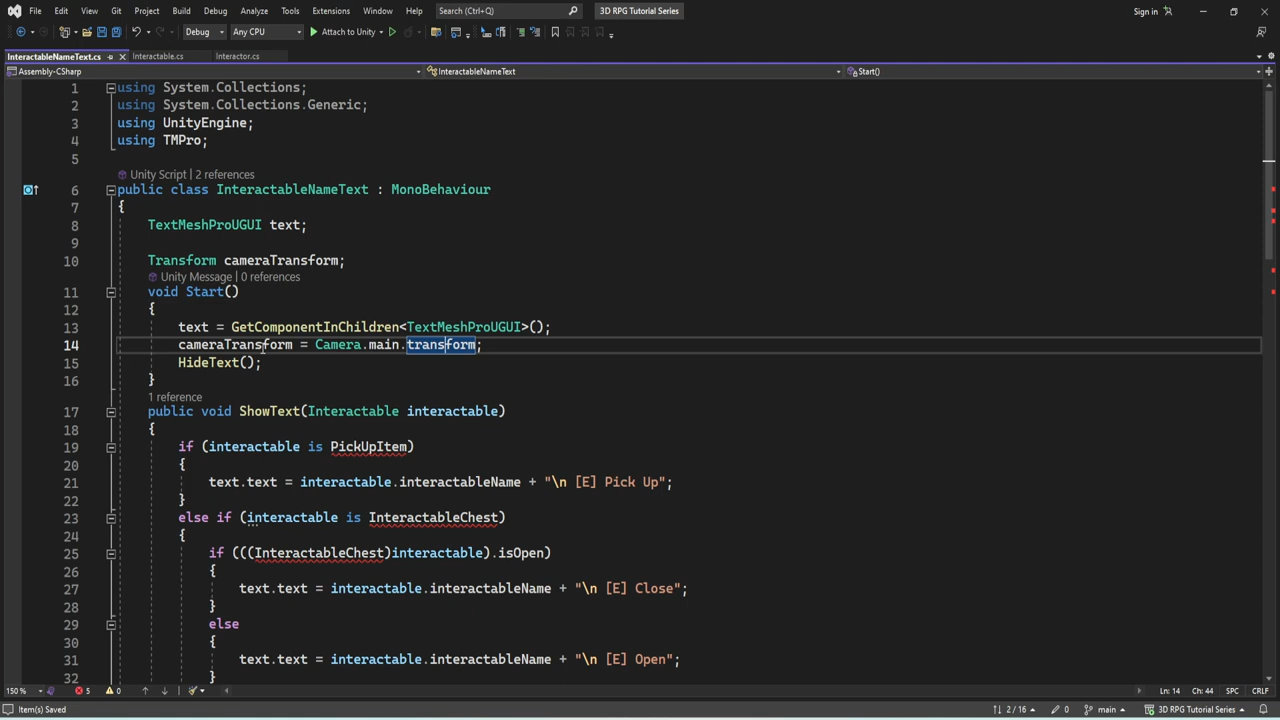 File Edit View Git Project Build Debug Analyze Tools Extensions Window Help Search (Ctrl+Q) 3D RPG Tutorial Series Sign in
Debug Any CPU Attach to Unity
InteractableNameText.cs Interactable.cs Interactor.cs
Assembly-CSharp InteractableNameText Start()
1 using System.Collections;
2 using System.Collections.Generic;
3 using UnityEngine;
4 using TMPro;
5
Unity Script | 2 references
6 public class InteractableNameText : MonoBehaviour
7 {
8 TextMeshProUGUI text;
9
10 Transform cameraTransform;
Unity Message | 0 references
11 void Start()
12 {
13 text = GetComponentInChildren<TextMeshProUGUI>();
14 cameraTransform = Camera.main.transform;
15 HideText();
16 }
1 reference
17 public void ShowText(Interactable interactable)
18 {
19 if (interactable is PickUpItem)
20 {
21 text.text = interactable.interactableName + "\n [E] Pick Up";
22 }
23 else if (interactable is InteractableChest)
24 {
25 if (((InteractableChest)interactable).isOpen)
26 {
27 text.text = interactable.interactableName + "\n [E] Close";
28 }
29 else
30 {
31 text.text = interactable.interactableName + "\n [E] Open";
32 }
150 % 5 0 Ln: 14 Ch: 44 SPC CRLF
Item(s) Saved 2 / 16 0 main 3D RPG Tutorial Series